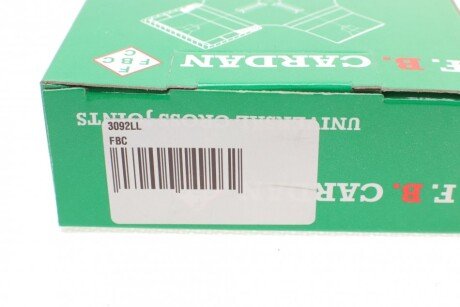 F
B C
F. B. CARDAN
UNIVERSAL CROSS JOINTS
3092LL
FBC
F. B. CARDAN